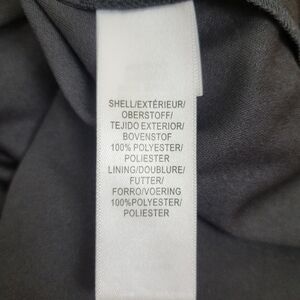 SHELL/EXTÉRIEUR/
OBERSTOFF/
TEJIDO EXTERIOR/
BOVENSTOF
100% POLYESTER/
POLIESTER
LINING/DOUBLURE/
FUTTER/
FORRO/VOERING
100%POLYESTER/
POLIESTER